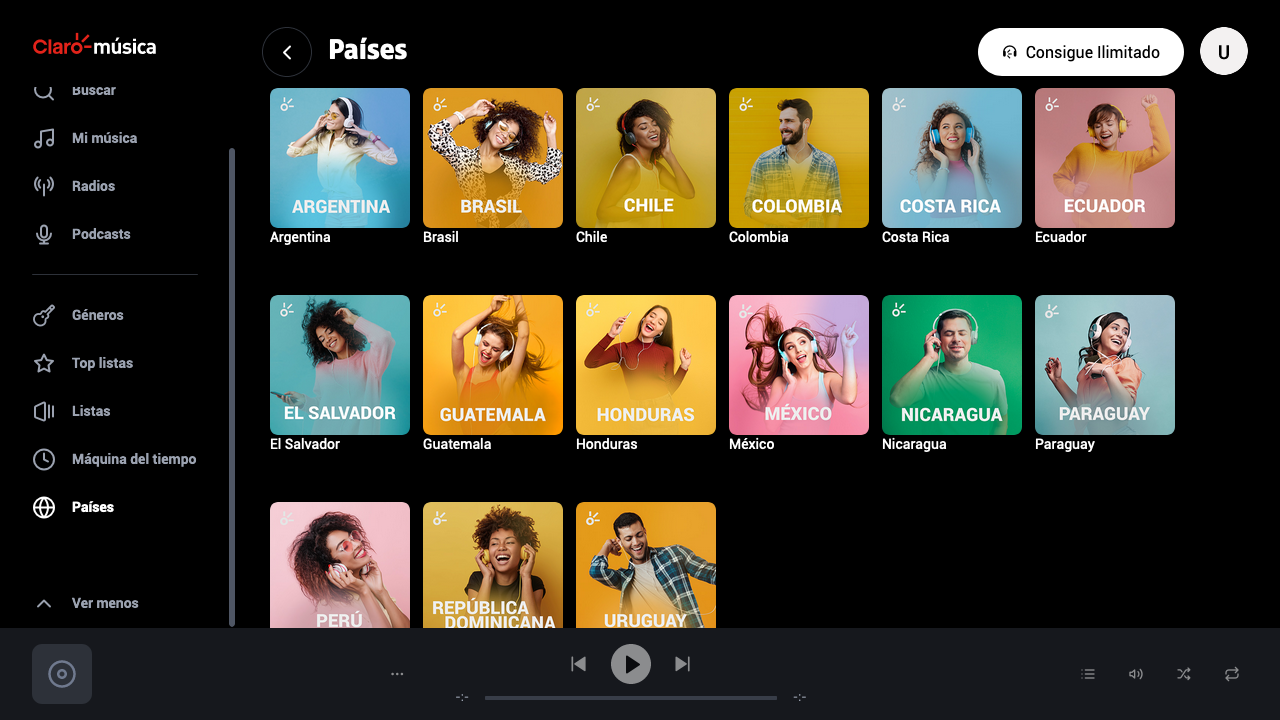 Claro-música
Buscar
Mi música
Radios
Podcasts
Géneros
Top listas
Listas
Máquina del tiempo
Países
Ver menos
Países
Consigue Ilimitado
U
ARGENTINA
BRASIL
CHILE
COLOMBIA
COSTA RICA
ECUADOR
Argentina
Brasil
Chile
Colombia
Costa Rica
Ecuador
EL SALVADOR
GUATEMALA
HONDURAS
MÉXICO
NICARAGUA
PARAGUAY
El Salvador
Guatemala
Honduras
México
Nicaragua
Paraguay
PERÚ
REPÚBLICA
DOMINICANA
URUGUAY
-:-
-:-